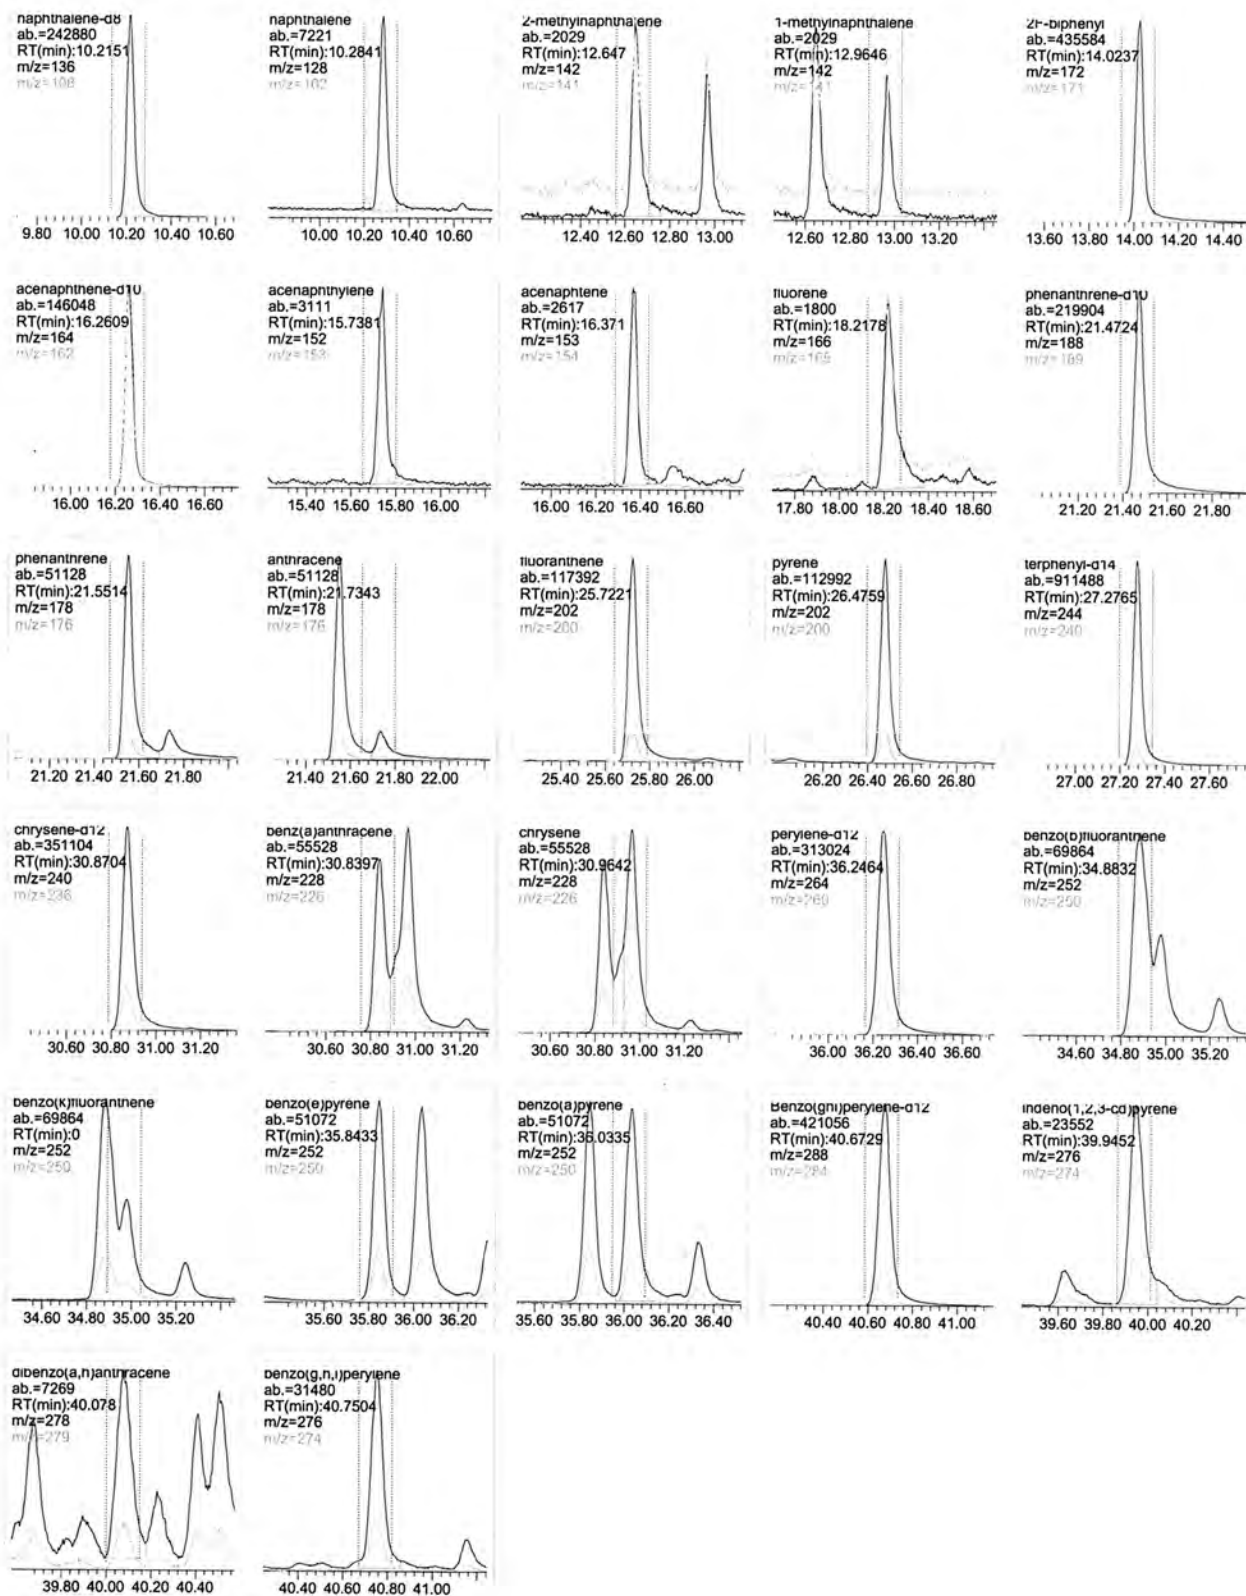 naphthalene-d8
ab.=242880
RT(min):10.2151
m/z=136
m/z=108
9.80 10.00 10.20 10.40 10.60
naphthalene
ab.=7221
RT(min):10.2841
m/z=128
m/z=102
10.00 10.20 10.40 10.60
2-methylnaphthalene
ab.=2029
RT(min):12.647
m/z=142
m/z=141
12.40 12.60 12.80 13.00
1-methylnaphthalene
ab.=2029
RT(min):12.9646
m/z=142
m/z=141
12.60 12.80 13.00 13.20
2F-biphenyl
ab.=435584
RT(min):14.0237
m/z=172
m/z=171
13.60 13.80 14.00 14.20 14.40
acenaphthene-d10
ab.=146048
RT(min):16.2609
m/z=164
m/z=162
16.00 16.20 16.40 16.60
acenaphthylene
ab.=3111
RT(min):15.7381
m/z=152
m/z=153
15.40 15.60 15.80 16.00
acenaphtene
ab.=2617
RT(min):16.371
m/z=153
m/z=154
16.00 16.20 16.40 16.60
fluorene
ab.=1800
RT(min):18.2178
m/z=166
m/z=165
17.80 18.00 18.20 18.40 18.60
phenanthrene-d10
ab.=219904
RT(min):21.4724
m/z=188
m/z=189
21.20 21.40 21.60 21.80
phenanthrene
ab.=51128
RT(min):21.5514
m/z=178
m/z=176
21.20 21.40 21.60 21.80
anthracene
ab.=51128
RT(min):21.7343
m/z=178
m/z=176
21.40 21.60 21.80 22.00
fluoranthene
ab.=117392
RT(min):25.7221
m/z=202
m/z=200
25.40 25.60 25.80 26.00
pyrene
ab.=112992
RT(min):26.4759
m/z=202
m/z=200
26.20 26.40 26.60 26.80
terphenyl-d14
ab.=911488
RT(min):27.2765
m/z=244
m/z=240
27.00 27.20 27.40 27.60
chrysene-d12
ab.=351104
RT(min):30.8704
m/z=240
m/z=236
30.60 30.80 31.00 31.20
benz(a)anthracene
ab.=55528
RT(min):30.8397
m/z=228
m/z=226
30.60 30.80 31.00 31.20
chrysene
ab.=55528
RT(min):30.9642
m/z=228
m/z=226
30.60 30.80 31.00 31.20 31.40
perylene-d12
ab.=313024
RT(min):36.2464
m/z=264
m/z=260
36.00 36.20 36.40 36.60
benzo(b)fluoranthene
ab.=69864
RT(min):34.8832
m/z=252
m/z=250
34.60 34.80 35.00 35.20
benzo(k)fluoranthene
ab.=69864
RT(min):0
m/z=252
m/z=250
34.60 34.80 35.00 35.20
benzo(e)pyrene
ab.=51072
RT(min):35.8433
m/z=252
m/z=250
35.60 35.80 36.00 36.20
benzo(a)pyrene
ab.=51072
RT(min):36.0335
m/z=252
m/z=250
35.60 35.80 36.00 36.20 36.40
Benzo(ghi)perylene-d12
ab.=421056
RT(min):40.6729
m/z=288
m/z=284
40.40 40.60 40.80 41.00
Indeno(1,2,3-cd)pyrene
ab.=23552
RT(min):39.9452
m/z=276
m/z=274
39.60 39.80 40.00 40.20
dibenzo(a,h)anthracene
ab.=7269
RT(min):40.078
m/z=278
m/z=279
39.80 40.00 40.20 40.40
benzo(g,h,i)perylene
ab.=31480
RT(min):40.7504
m/z=276
m/z=274
40.40 40.60 40.80 41.00